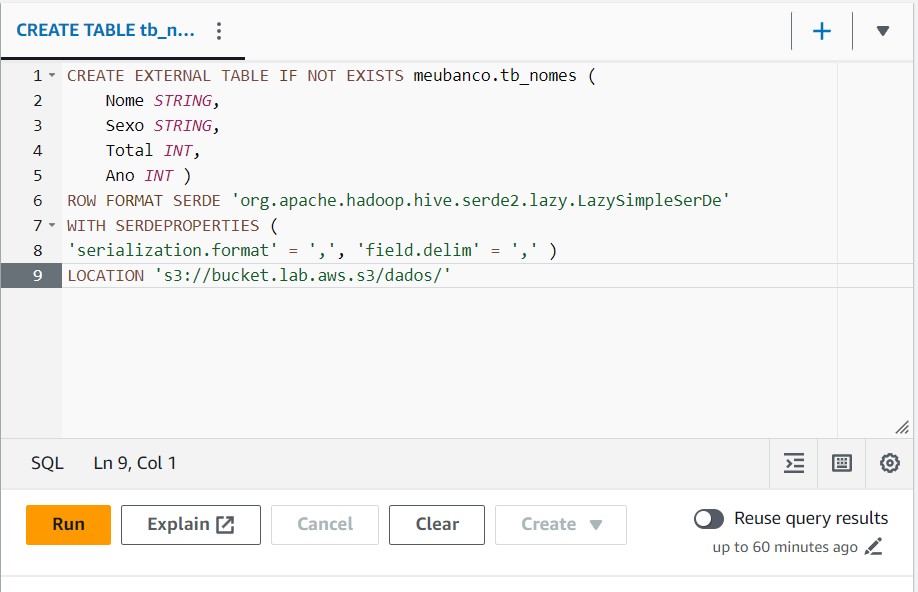 CREATE TABLE tb_n...
1 CREATE EXTERNAL TABLE IF NOT EXISTS meubanco.tb_nomes (
2 Nome STRING,
3 Sexo STRING,
4 Total INT,
5 Ano INT )
6 ROW FORMAT SERDE 'org.apache.hadoop.hive.serde2.lazy.LazySimpleSerDe'
7 WITH SERDEPROPERTIES (
8 'serialization.format' = ',', 'field.delim' = ',' )
9 LOCATION 's3://bucket.lab.aws.s3/dados/'
SQL Ln 9, Col 1
Run Explain Cancel Clear Create Reuse query results
up to 60 minutes ago